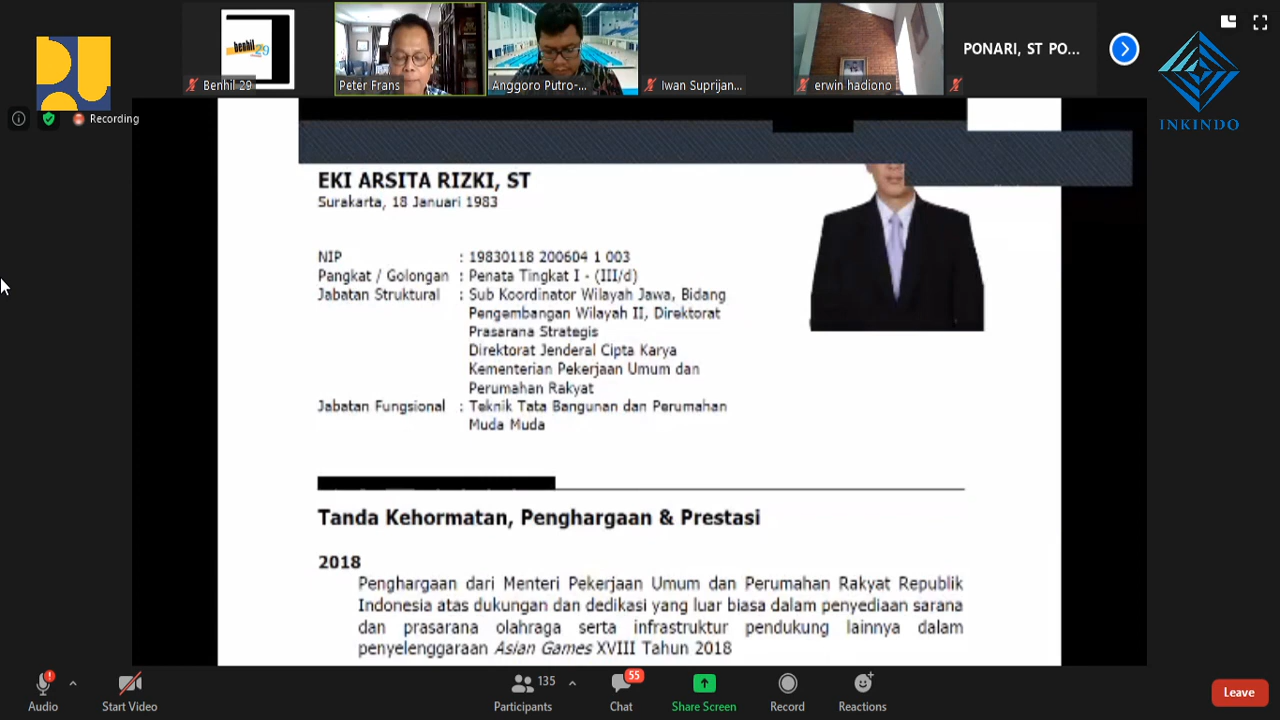 benhil
29
Benhil 29
Peter Frans
Anggoro Putro-...
Iwan Suprijan...
erwin hadiono
PONARI, ST PO...
INKINDO
Recording
EKI ARSITA RIZKI, ST
Surakarta, 18 Januari 1983
NIP : 19830118 200604 1 003
Pangkat / Golongan : Penata Tingkat I - (III/d)
Jabatan Struktural : Sub Koordinator Wilayah Jawa, Bidang
Pengembangan Wilayah II, Direktorat
Prasarana Strategis
Direktorat Jenderal Cipta Karya
Kementerian Pekerjaan Umum dan
Perumahan Rakyat
Jabatan Fungsional : Teknik Tata Bangunan dan Perumahan
Muda Muda
Tanda Kehormatan, Penghargaan & Prestasi
2018
Penghargaan dari Menteri Pekerjaan Umum dan Perumahan Rakyat Republik
Indonesia atas dukungan dan dedikasi yang luar biasa dalam penyediaan sarana
dan prasarana olahraga serta infrastruktur pendukung lainnya dalam
penyelenggaraan Asian Games XVIII Tahun 2018
Audio
Start Video
135
Participants
55
Chat
Share Screen
Record
Reactions
Leave